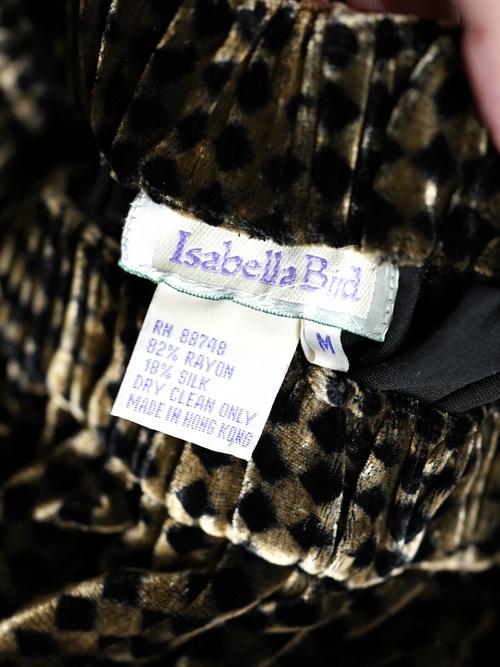 Isabella Bird
M
RN 88748
82% RAYON
18% SILK
DRY CLEAN ONLY
MADE IN HONG KONG